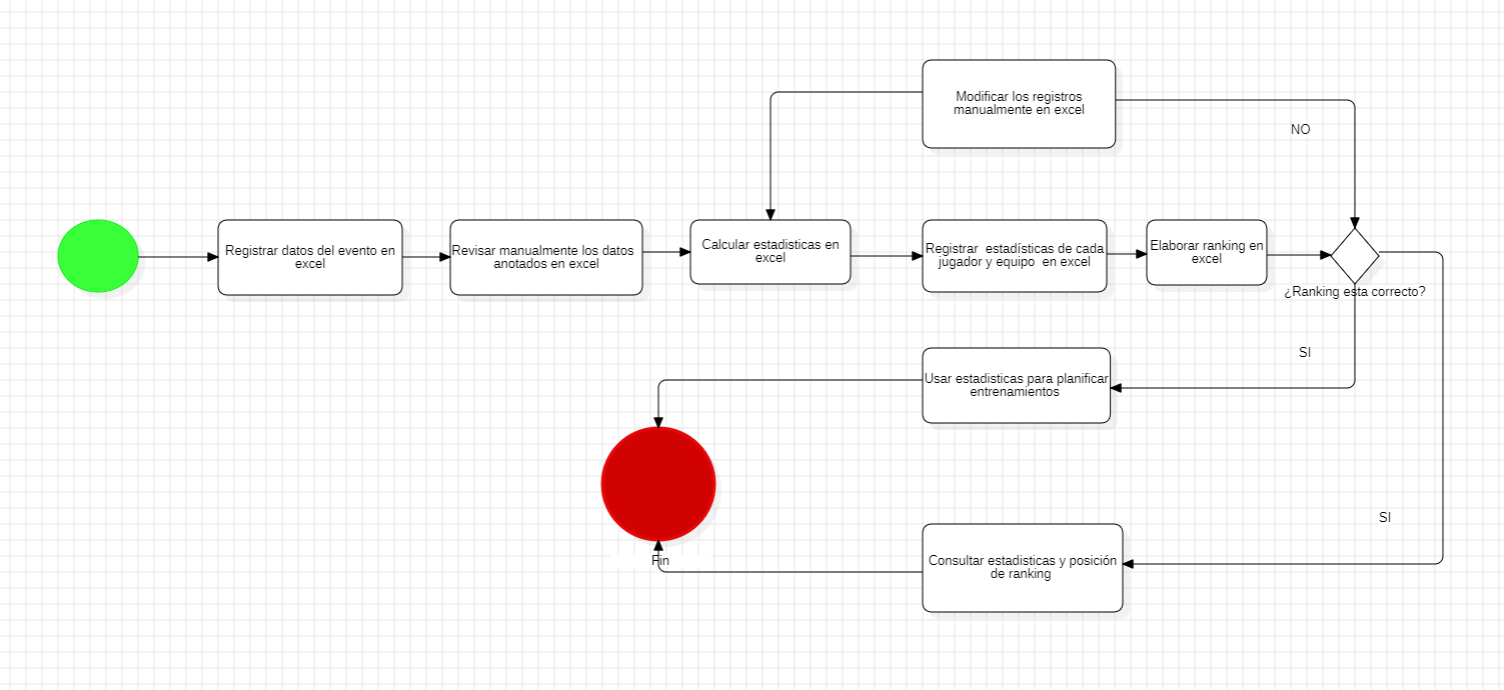 Modificar los registros
manualmente en excel
NO
Registrar datos del evento en
excel
Revisar manualmente los datos
anotados en excel
Calcular estadisticas en
excel
Registrar estadísticas de cada
jugador y equipo en excel
Elaborar ranking en
excel
¿Ranking esta correcto?
SI
Usar estadisticas para planificar
entrenamientos
SI
Fin
Consultar estadisticas y posición
de ranking